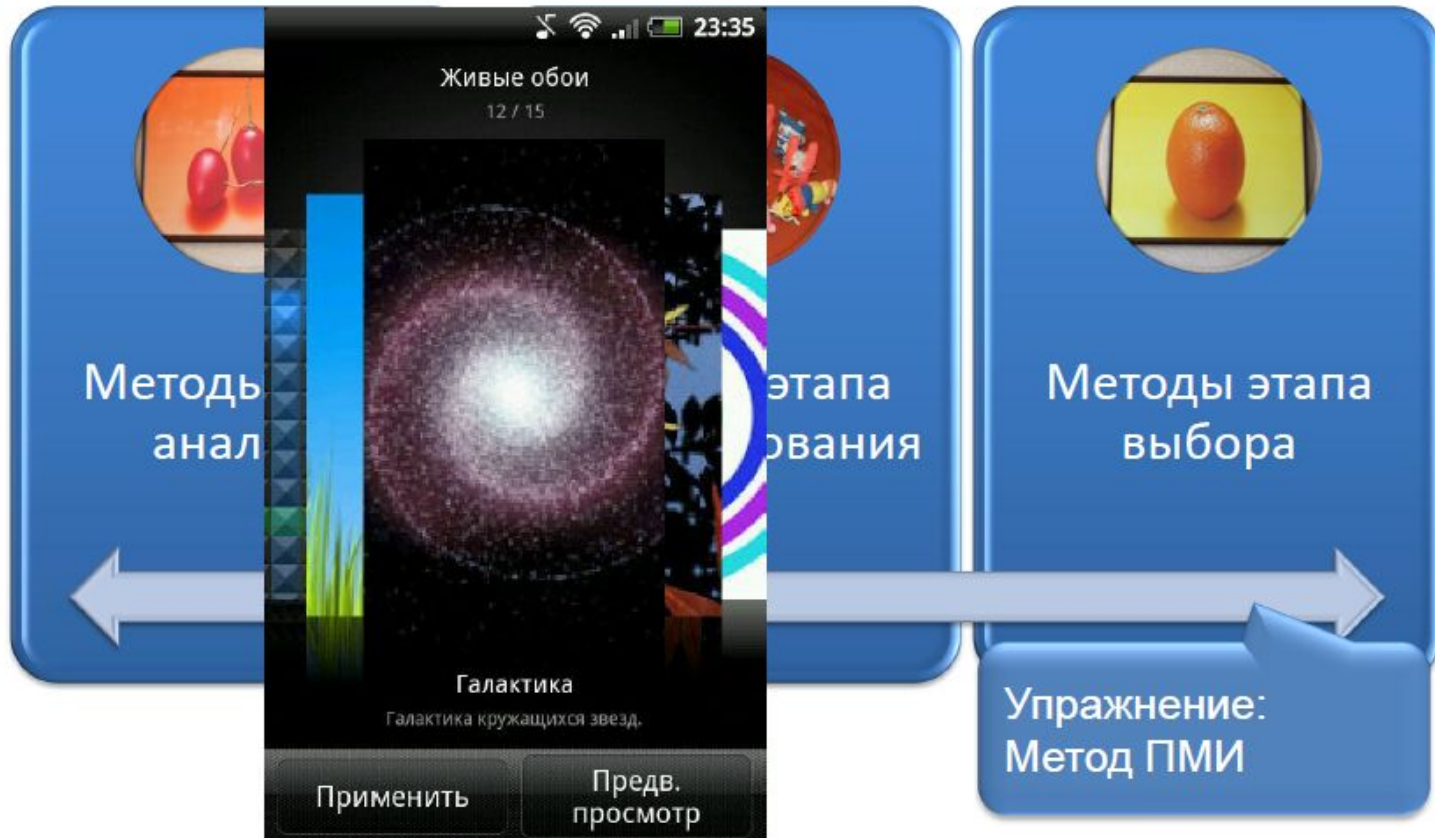 23:35
Живые обои
12 / 15
Методы
анал
этапа
ования
Методы этапа
выбора
Галактика
Галактика кружащихся звезд.
Применить
Предв.
просмотр
Упражнение:
Метод ПМИ